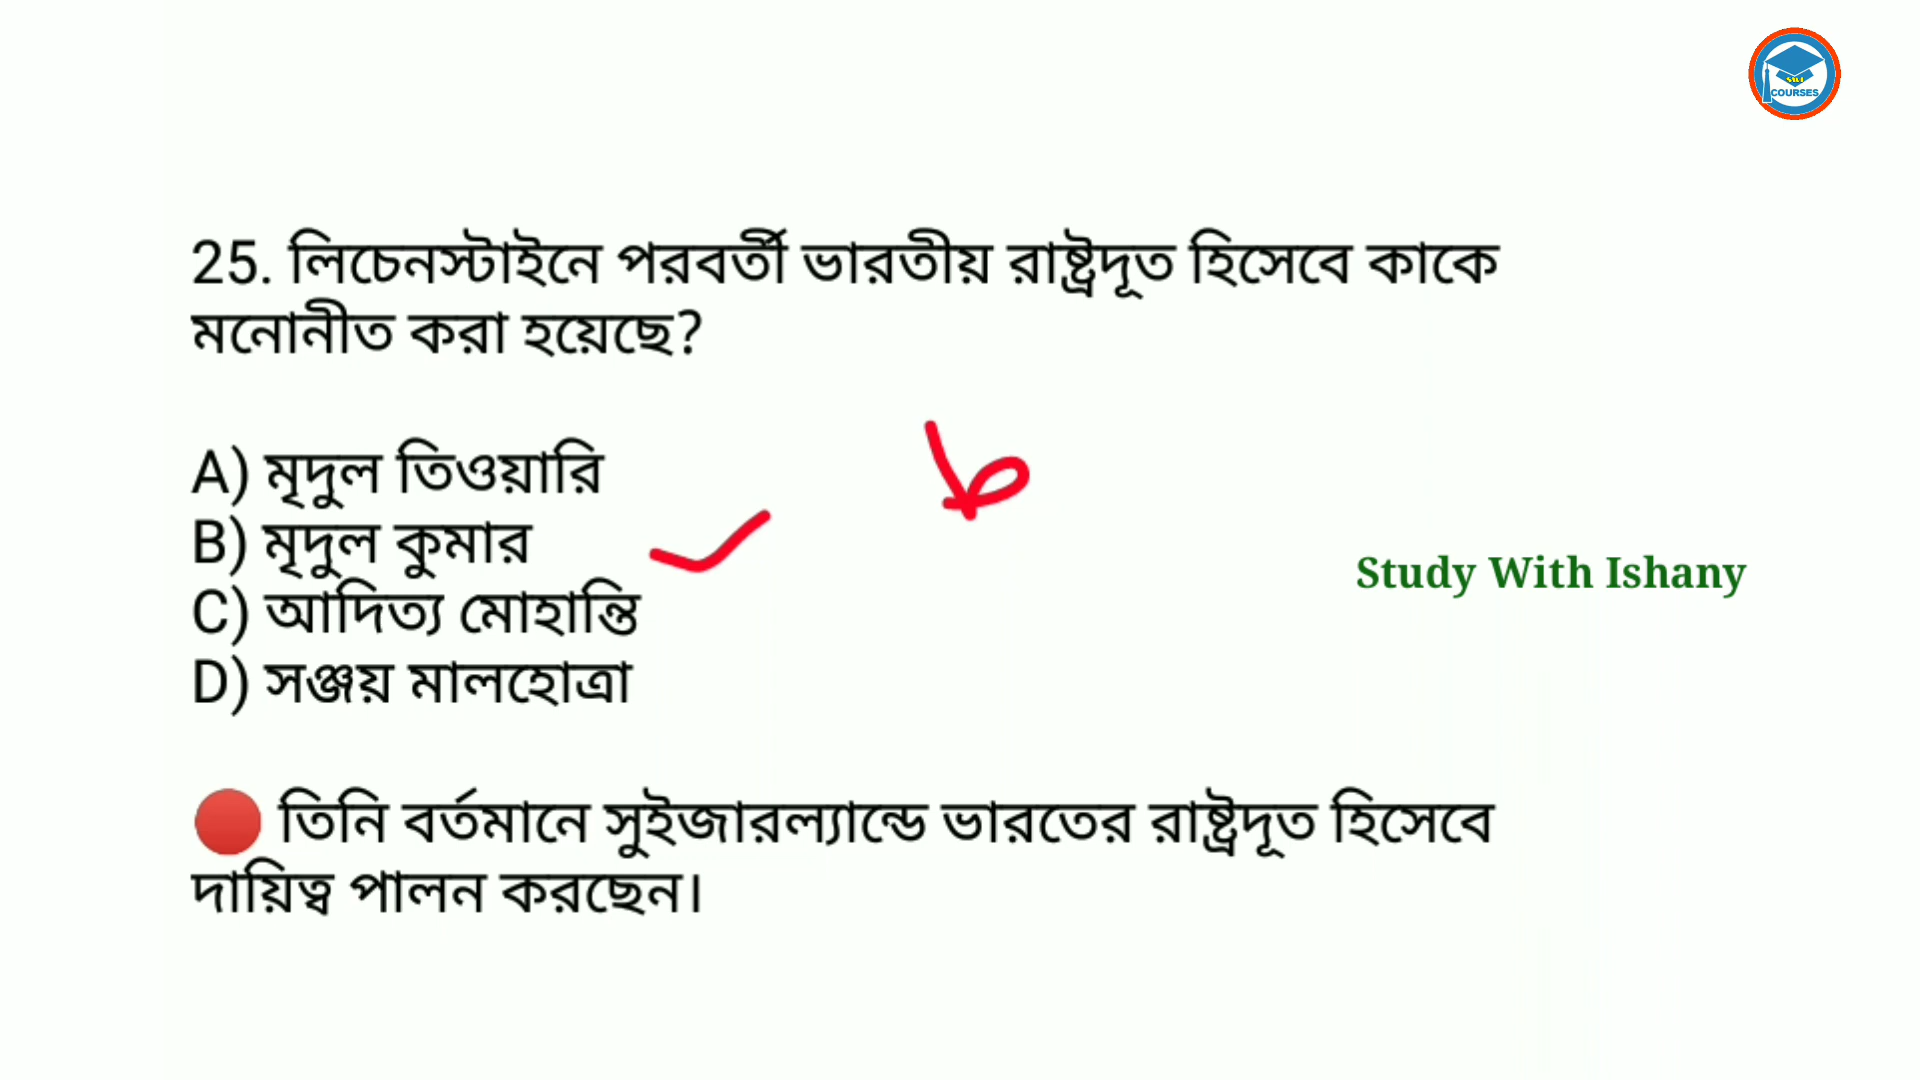 COURSES
25. লিচেনস্টাইনে পরবর্তী ভারতীয় রাষ্ট্রদূত হিসেবে কাকে
মনোনীত করা হয়েছে?
b
A) মৃদুল তিওয়ারি
B) মৃদুল কুমার
C) আদিত্য মোহান্তি
D) সঞ্জয় মালহোত্রা
Study With Ishany
তিনি বর্তমানে সুইজারল্যান্ডে ভারতের রাষ্ট্রদূত হিসেবে
দায়িত্ব পালন করছেন।